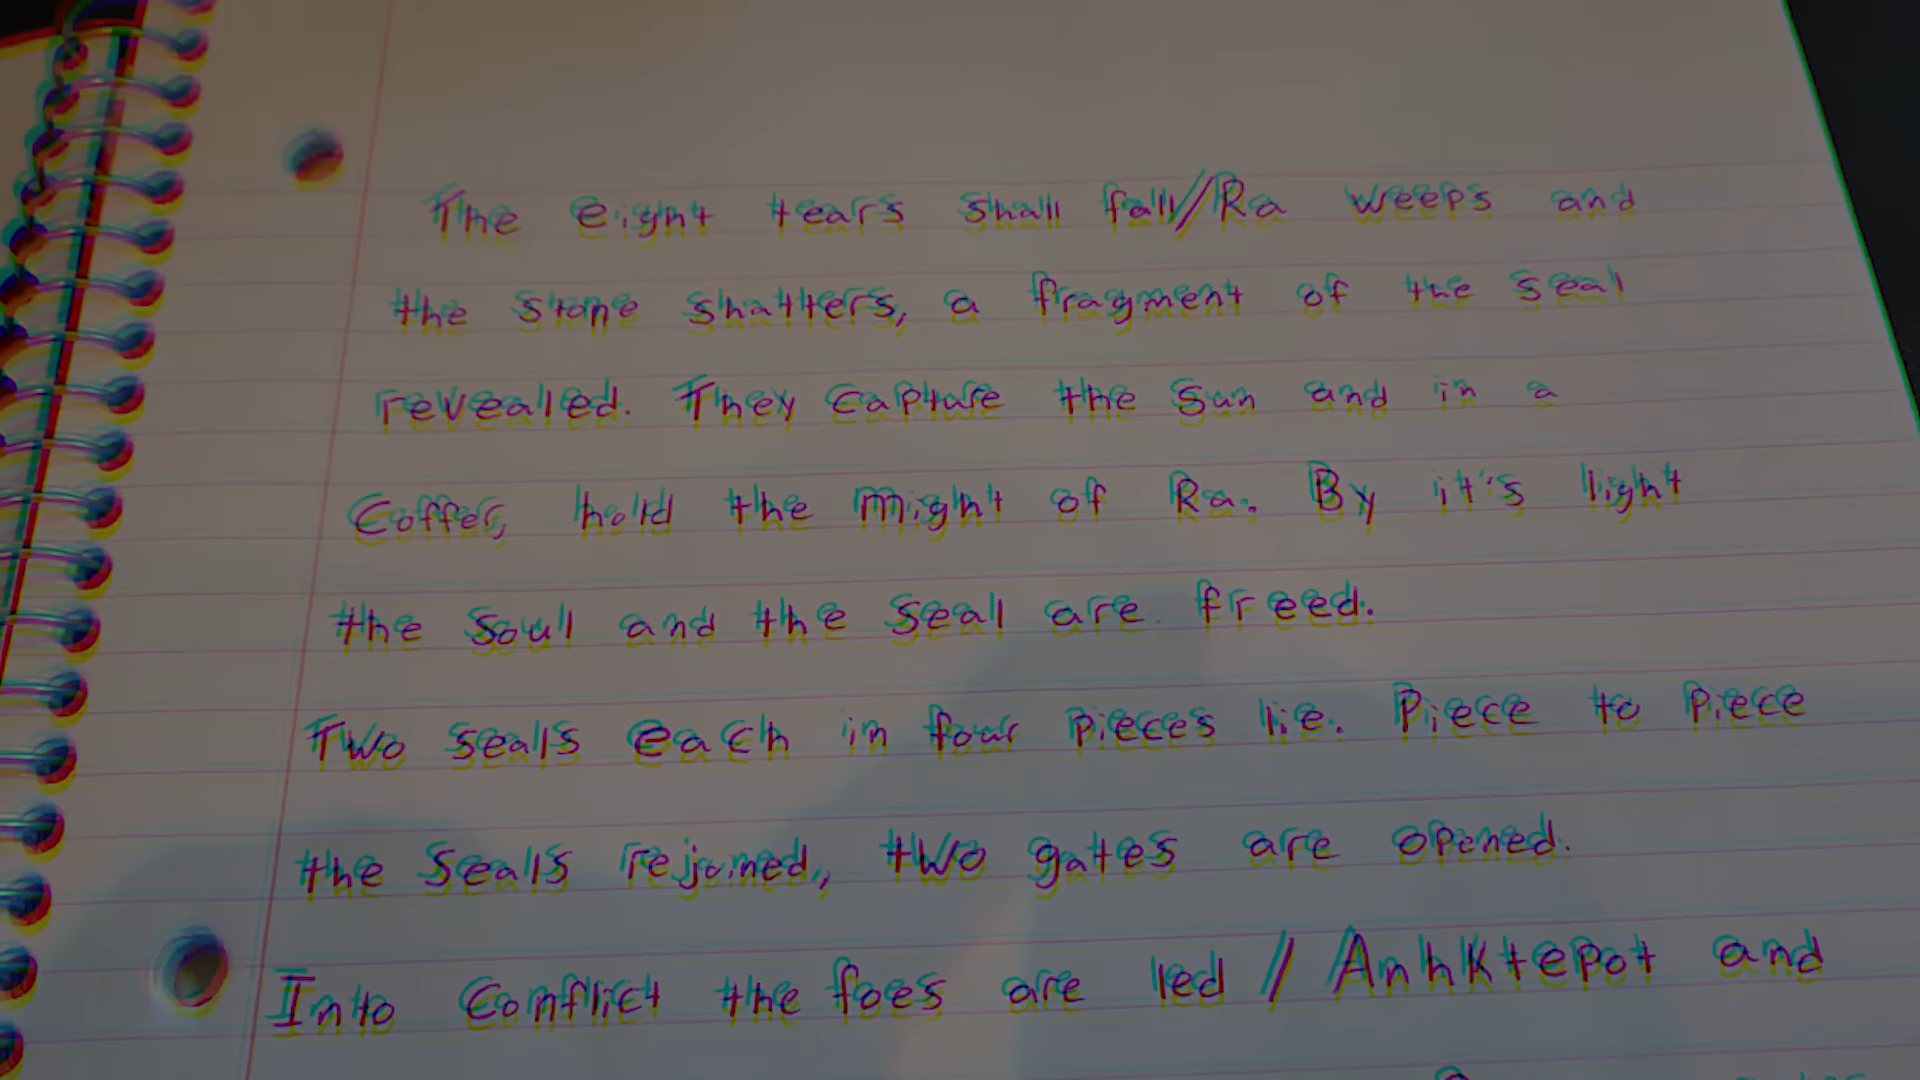 The eight tears shall fall//Ra weeps and
the stone shatters, a fragment of the seal
revealed. They capture the sun and in a
Coffer, hold the might of Ra. By it's light
the soul and the seal are freed.
Two seals each in four pieces lie. Piece to piece
the seals rejoined, two gates are opened.
Into conflict the foes are led // Anhktepot and